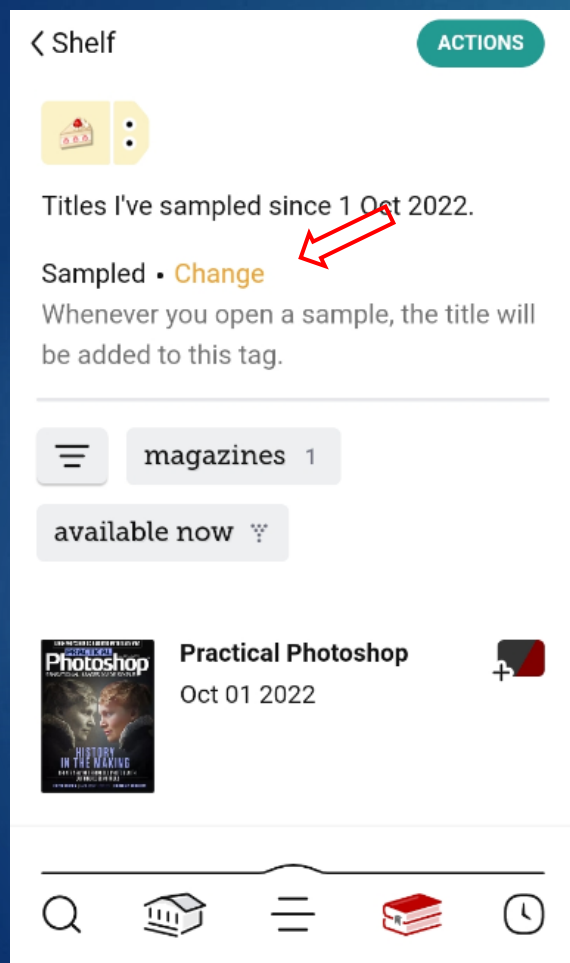 Shelf
ACTIONS
Titles I've sampled since 1 Oct 2022.
Sampled • Change
Whenever you open a sample, the title will
be added to this tag.
magazines 1
available now
Practical Photoshop
Oct 01 2022
PRACTICAL
Photoshop
HISTORY
IN THE MAKING